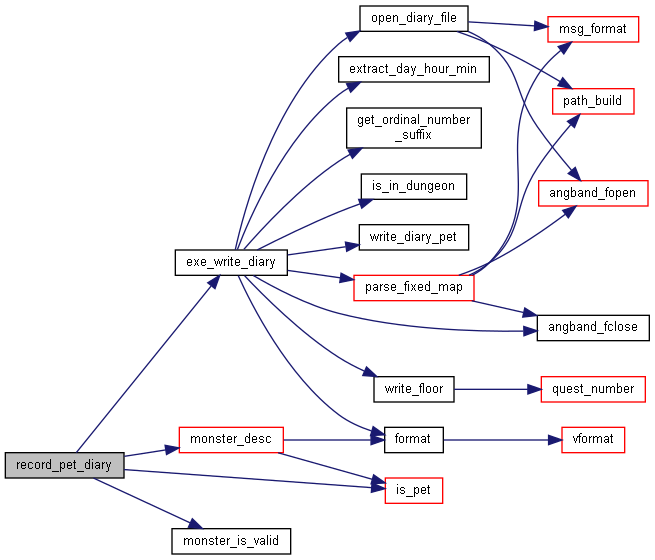 open_diary_file
msg_format
extract_day_hour_min
path_build
get_ordinal_number
_suffix
is_in_dungeon
angband_fopen
write_diary_pet
exe_write_diary
parse_fixed_map
angband_fclose
write_floor
quest_number
monster_desc
format
vformat
record_pet_diary
is_pet
monster_is_valid